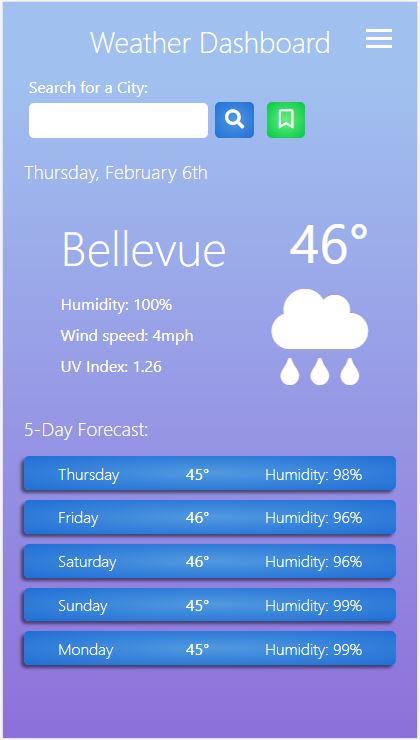 Weather Dashboard
Search for a City:
Thursday, February 6th
Bellevue 46°
Humidity: 100%
Wind speed: 4mph
UV Index: 1.26
5-Day Forecast:
Thursday 45° Humidity: 98%
Friday 46° Humidity: 96%
Saturday 46° Humidity: 96%
Sunday 45° Humidity: 99%
Monday 45° Humidity: 99%